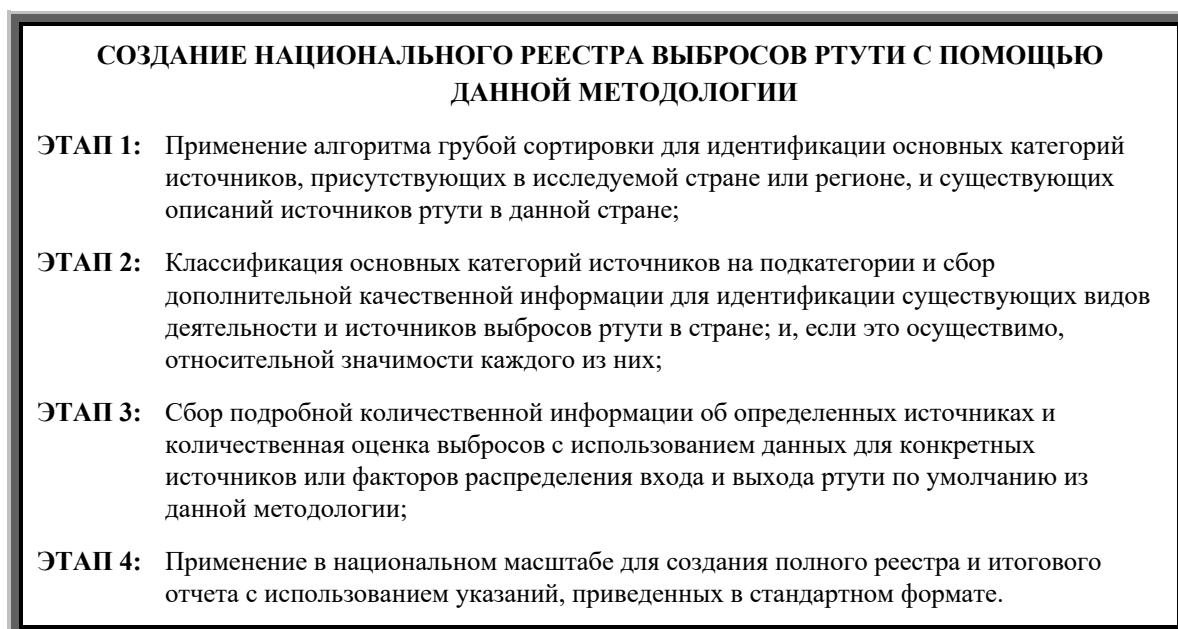 СОЗДАНИЕ НАЦИОНАЛЬНОГО РЕЕСТРА ВЫБРОСОВ РТУТИ С ПОМОЩЬЮ
ДАННОЙ МЕТОДОЛОГИИ
ЭТАП 1: Применение алгоритма грубой сортировки для идентификации основных категорий
источников, присутствующих в исследуемой стране или регионе, и существующих
описаний источников ртути в данной стране;
ЭТАП 2: Классификация основных категорий источников на подкатегории и сбор
дополнительной качественной информации для идентификации существующих видов
деятельности и источников выбросов ртути в стране; и, если это осуществимо,
относительной значимости каждого из них;
ЭТАП 3: Сбор подробной количественной информации об определенных источниках и
количественная оценка выбросов с использованием данных для конкретных
источников или факторов распределения входа и выхода ртути по умолчанию из
данной методологии;
ЭТАП 4: Применение в национальном масштабе для создания полного реестра и итогового
отчета с использованием указаний, приведенных в стандартном формате.